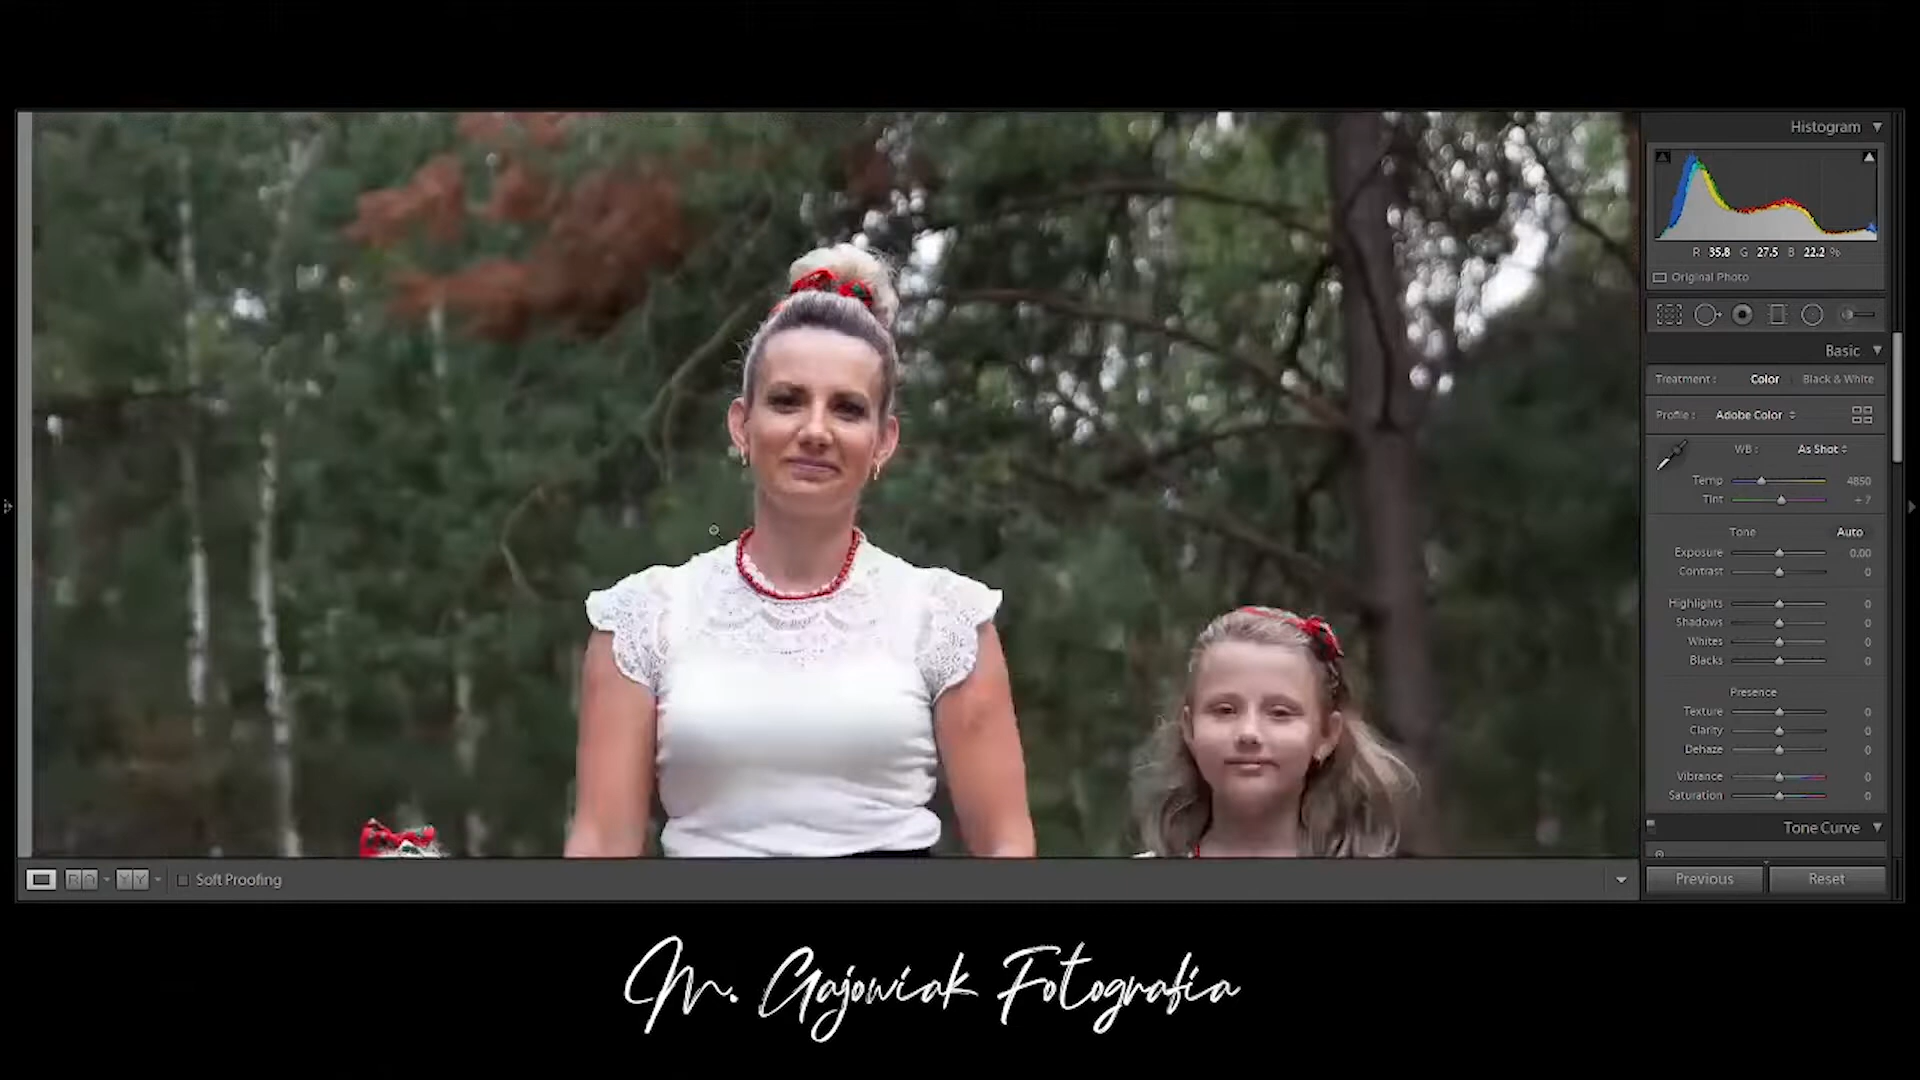 Histogram
R 35.8 G 27.5 B 22.2 %
Original Photo
Basic
Treatment : Color Black & White
Profile : Adobe Color
WB : As Shot
Temp 4850
Tint + 7
Tone Auto
Exposure 0.00
Contrast 0
Highlights 0
Shadows 0
Whites 0
Blacks 0
Presence
Texture 0
Clarity 0
Dehaze 0
Vibrance 0
Saturation 0
Tone Curve
R A Y Y Soft Proofing
Previous Reset
M. Gajowiak Fotografia